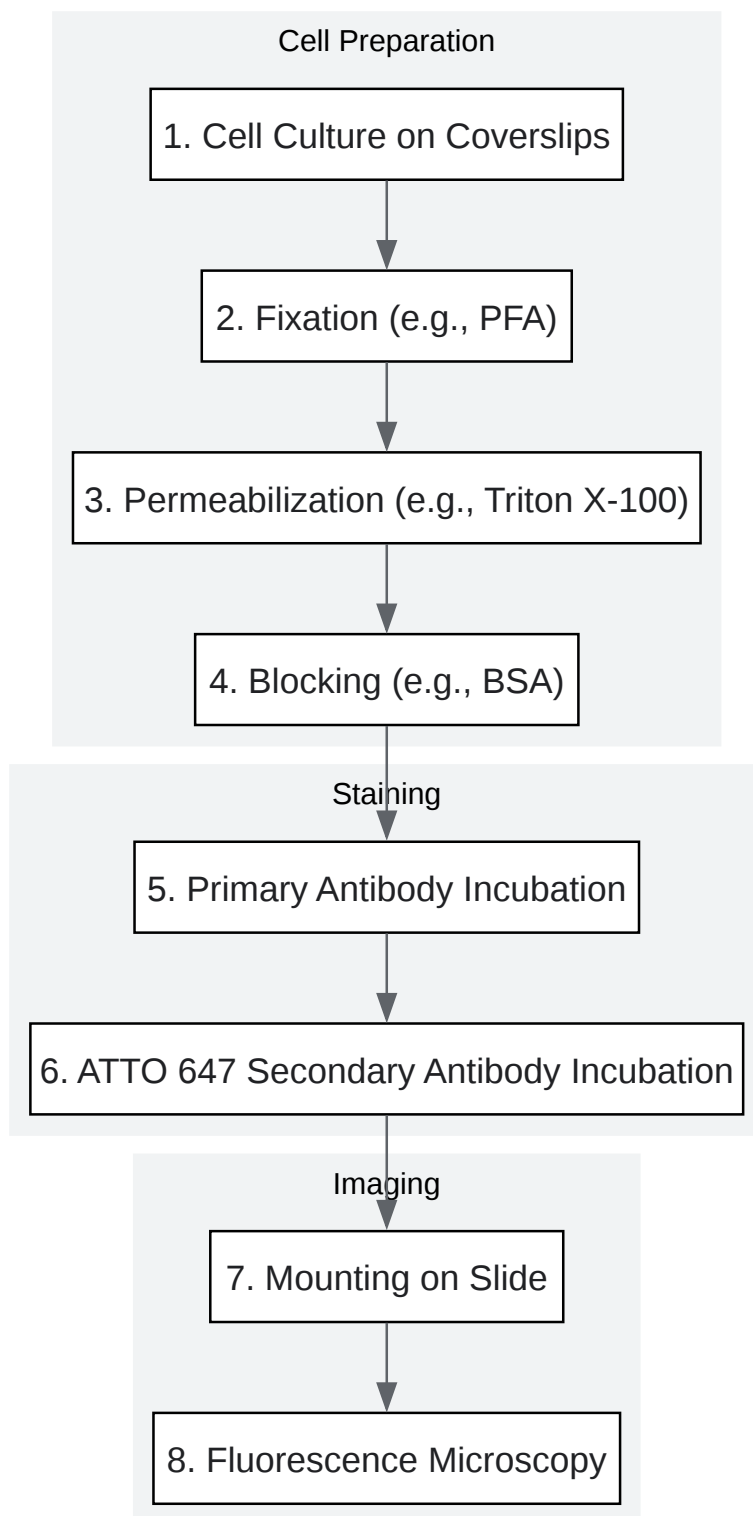 Cell Preparation
1. Cell Culture on Coverslips
2. Fixation (e.g., PFA)
3. Permeabilization (e.g., Triton X-100)
4. Blocking (e.g., BSA)
Staining
5. Primary Antibody Incubation
6. ATTO 647 Secondary Antibody Incubation
Imaging
7. Mounting on Slide
8. Fluorescence Microscopy